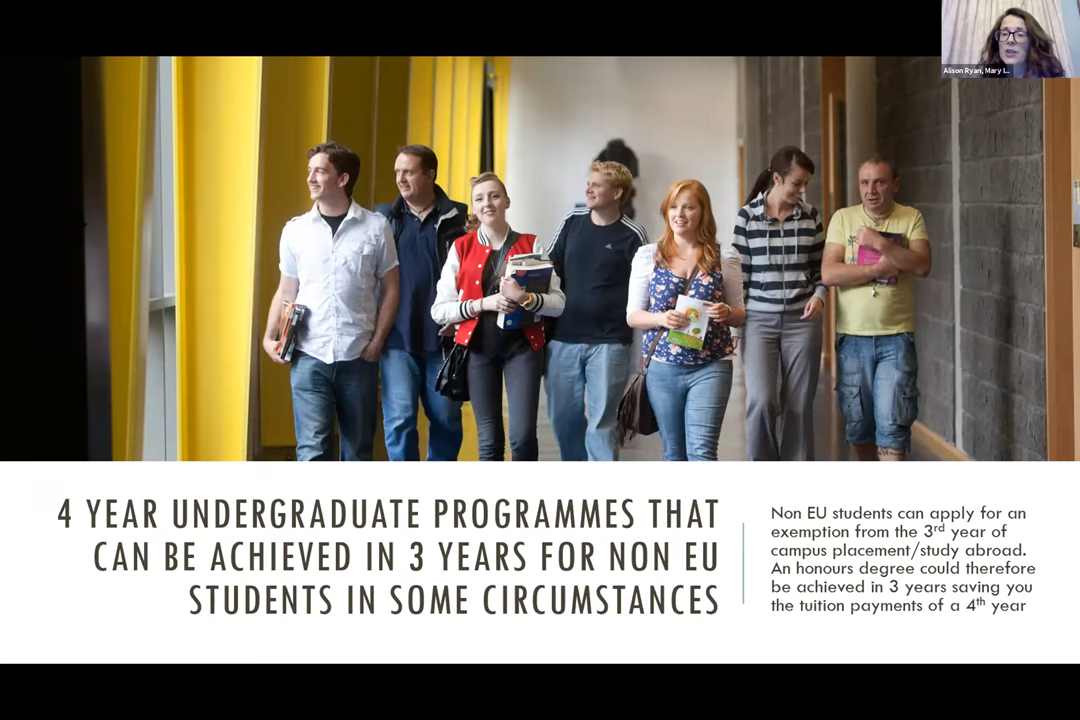 Alison Ryan, Mary I..
4 YEAR UNDERGRADUATE PROGRAMMES THAT
CAN BE ACHIEVED IN 3 YEARS FOR NON EU
STUDENTS IN SOME CIRCUMSTANCES
Non EU students can apply for an
exemption from the 3rd year of
campus placement/study abroad.
An honours degree could therefore
be achieved in 3 years saving you
the tuition payments of a 4th year